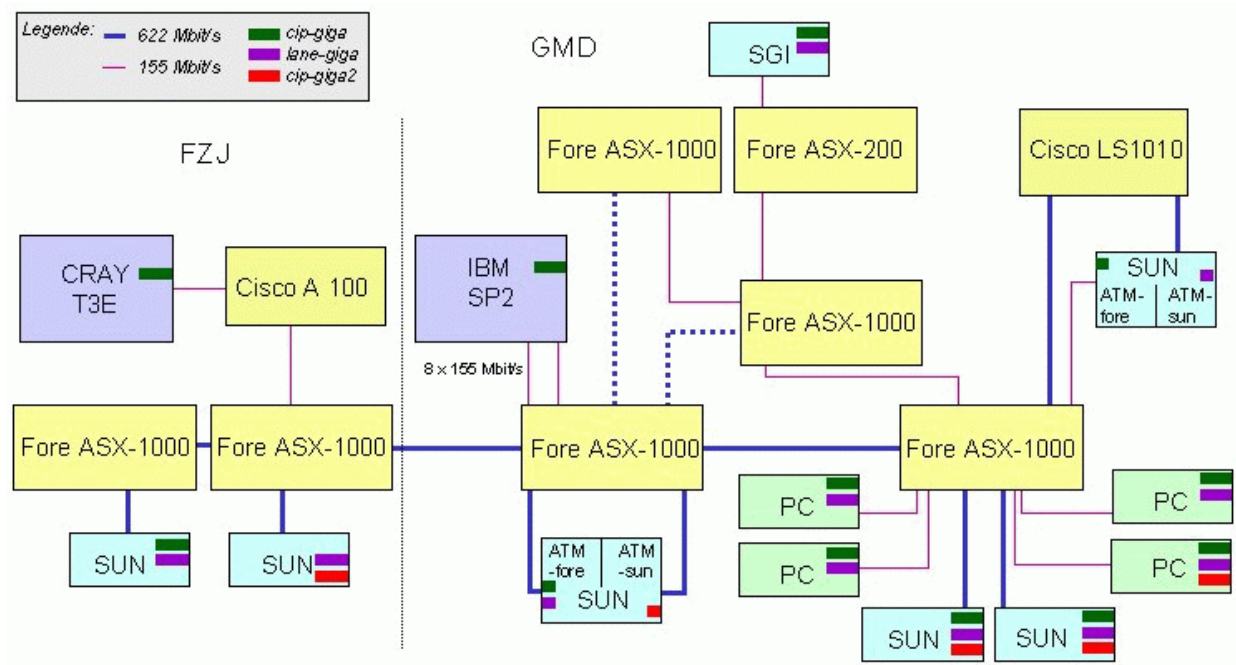 Legende:
622 Mbit/s
cip-giga
lane-giga
155 Mbit/s
cip-giga2
GMD
SGI
FZJ
Fore ASX-1000
Fore ASX-200
Cisco LS1010
CRAY
T3E
Cisco A 100
IBM
SP2
Fore ASX-1000
SUN
ATM-
fore
ATM-
sun
8 x 155 Mbit/s
Fore ASX-1000
Fore ASX-1000
Fore ASX-1000
Fore ASX-1000
PC
PC
PC
PC
SUN
SUN
ATM
-fore
ATM
-sun
SUN
SUN
SUN